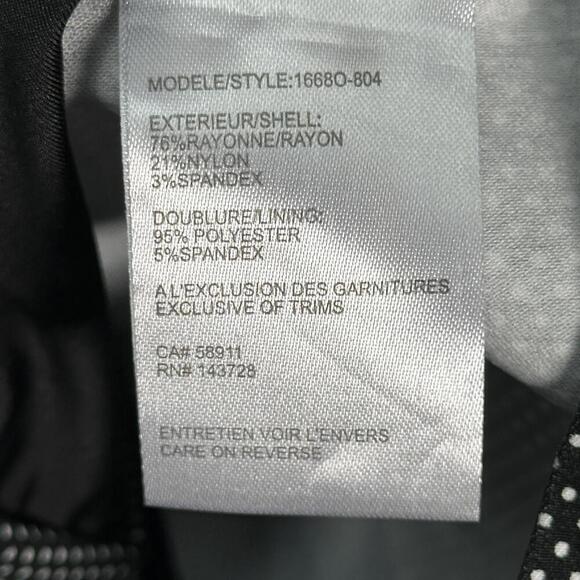 MODELE/STYLE:1668O-804
EXTERIEUR/SHELL:
76%RAYONNE/RAYON
21%NYLON
3%SPANDEX
DOUBLURE/LINING:
95% POLYESTER
5%SPANDEX
A L'EXCLUSION DES GARNITURES
EXCLUSIVE OF TRIMS
CA# 58911
RN# 143728
ENTRETIEN VOIR L'ENVERS
CARE ON REVERSE